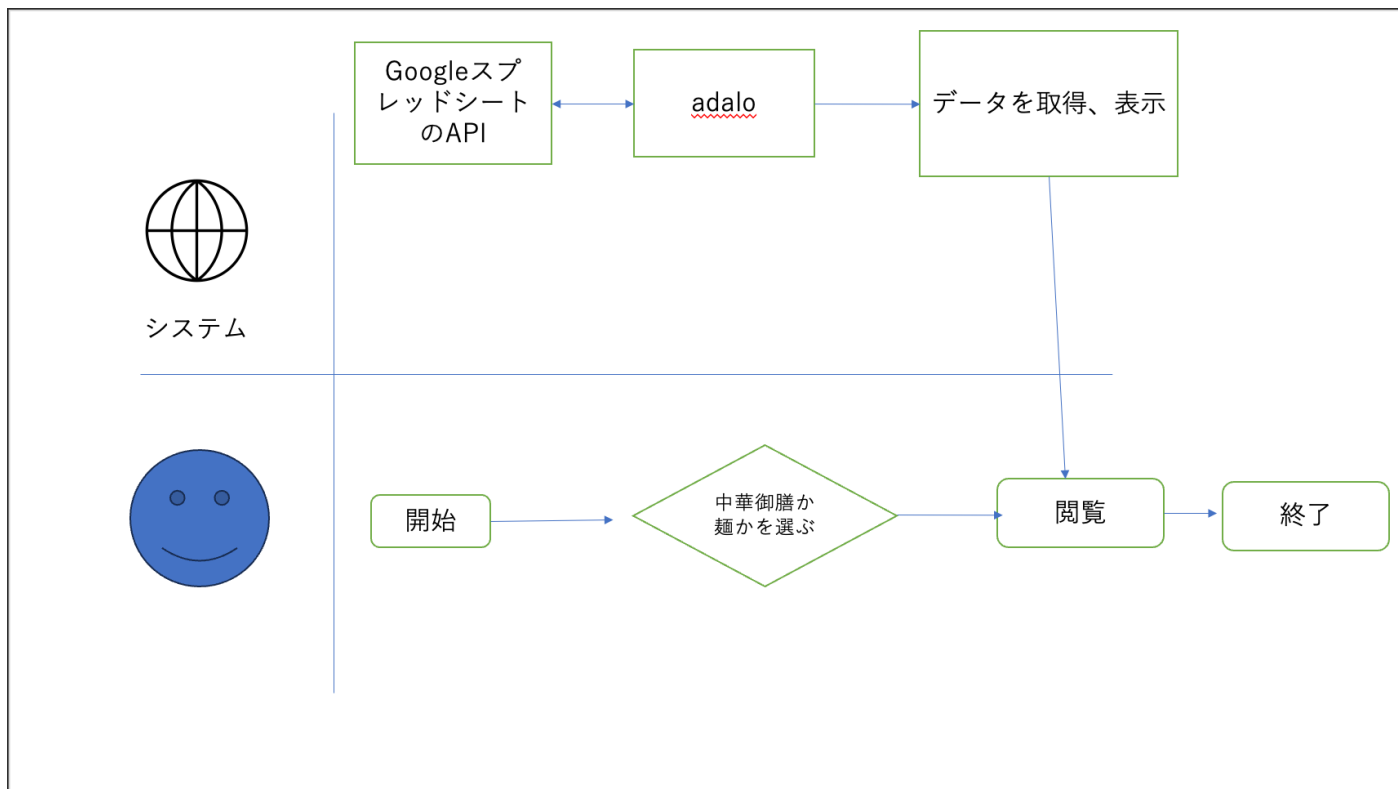 Googleスプ
レッドシート
のAPI
adalo
データを取得、表示
システム
開始
中華御膳か
麺かを選ぶ
閲覧
終了